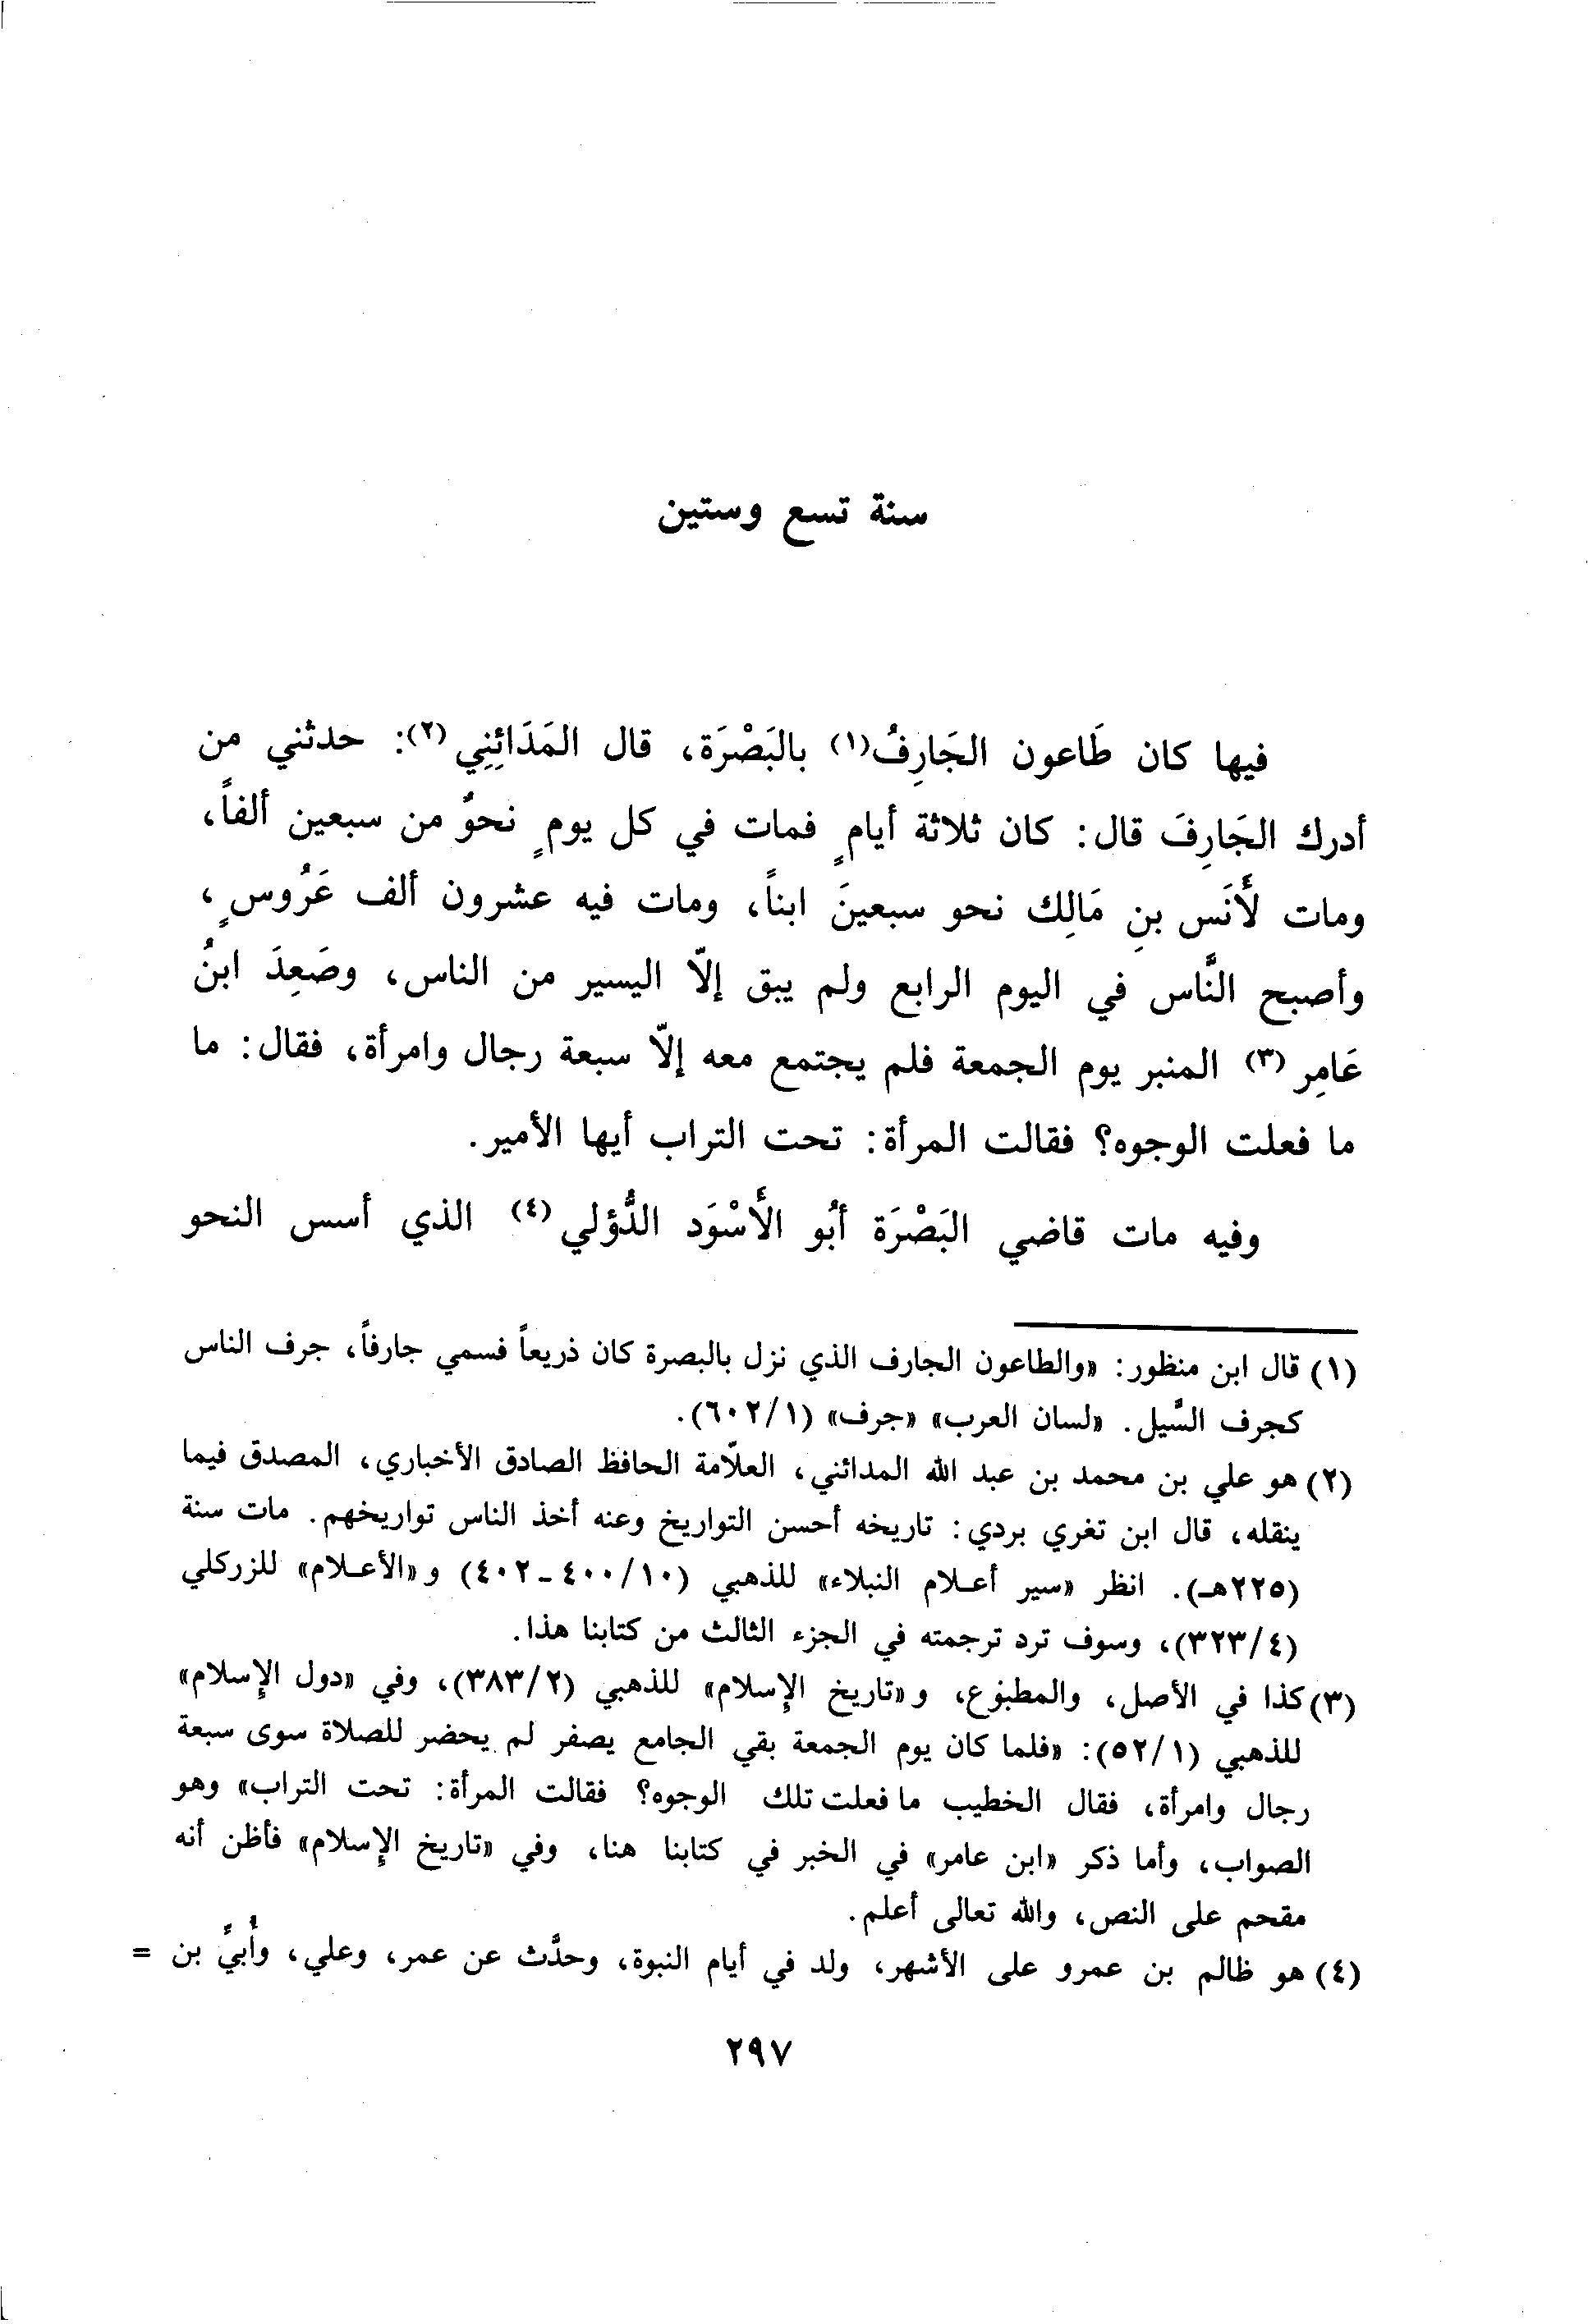 سنة تسع وستين
فيها كان طَاعون الجَارِفُ(١) بالبَصْرَة، قال المَدَائِنِي(٢): حدثني من
أدرك الجَارِفَ قال: كان ثلاثة أيامٍ فمات في كل يومٍ نحوٌ من سبعين ألفاً،
ومات لأَنَس بنِ مَالِك نحو سبعينَ ابناً، ومات فيه عشرون ألف عَرُوسٍ،
وأصبح النَّاس في اليوم الرابع ولم يبق إلاّ اليسير من الناس، وصَعِدَ ابنُ
عَامِر(٣) المنبر يوم الجمعة فلم يجتمع معه إلاّ سبعة رجال وامرأة، فقال: ما
ما فعلت الوجوه؟ فقالت المرأة: تحت التراب أيها الأمير.
وفيه مات قاضي البَصْرَة أبُو الأَسْوَد الدُّؤلي(٤) الذي أسس النحو
(١) قال ابن منظور: «والطاعون الجارف الذي نزل بالبصرة كان ذريعاً فسمي جارفاً، جرف الناس
كجرف السَّيل. «لسان العرب» «جرف» (٦٠٢/١).
(٢) هو علي بن محمد بن عبد الله المدائني، العلاّمة الحافظ الصادق الأخباري، المصدق فيما
ينقله، قال ابن تغري بردي: تاريخه أحسن التواريخ وعنه أخذ الناس تواريخهم. مات سنة
(٢٢٥هـ). انظر «سير أعلام النبلاء» للذهبي (٤٠٠/١٠ ـ ٤٠٢) و«الأعلام» للزركلي
(٣٢٣/٤)، وسوف ترد ترجمته في الجزء الثالث من كتابنا هذا.
(٣) كذا في الأصل، والمطبوع، و«تاريخ الإسلام» للذهبي (٣٨٣/٢)، وفي «دول الإسلام»
للذهبي (٥٢/١): «فلما كان يوم الجمعة بقي الجامع يصفر لم يحضر للصلاة سوى سبعة
رجال وامرأة، فقال الخطيب ما فعلت تلك الوجوه؟ فقالت المرأة: تحت التراب» وهو
الصواب، وأما ذكر «ابن عامر» في الخبر في كتابنا هنا، وفي «تاريخ الإسلام» فأظن أنه
مقحم على النص، والله تعالى أعلم.
(٤) هو ظالم بن عمرو على الأشهر، ولد في أيام النبوة، وحدَّث عن عمر، وعلي، وأُبيِّ بن =
٢٩٧